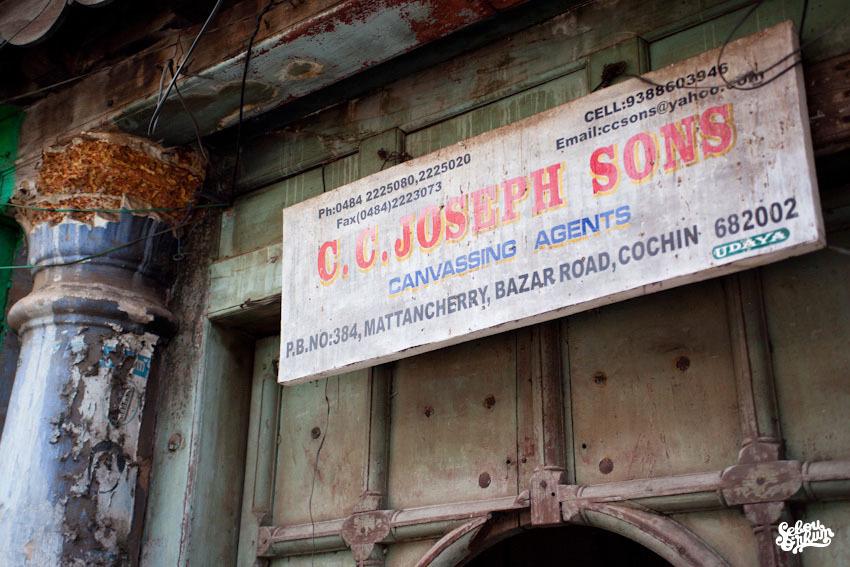 Ph:0484 2225080,2225020
Fax(0484)2223073
CELL:9388603946
Email:ccsons@yahoo.com
C. C. JOSEPH SONS
CANVASSING AGENTS
P.B.NO:384, MATTANCHERRY, BAZAR ROAD, COCHIN 682002
UDAYA